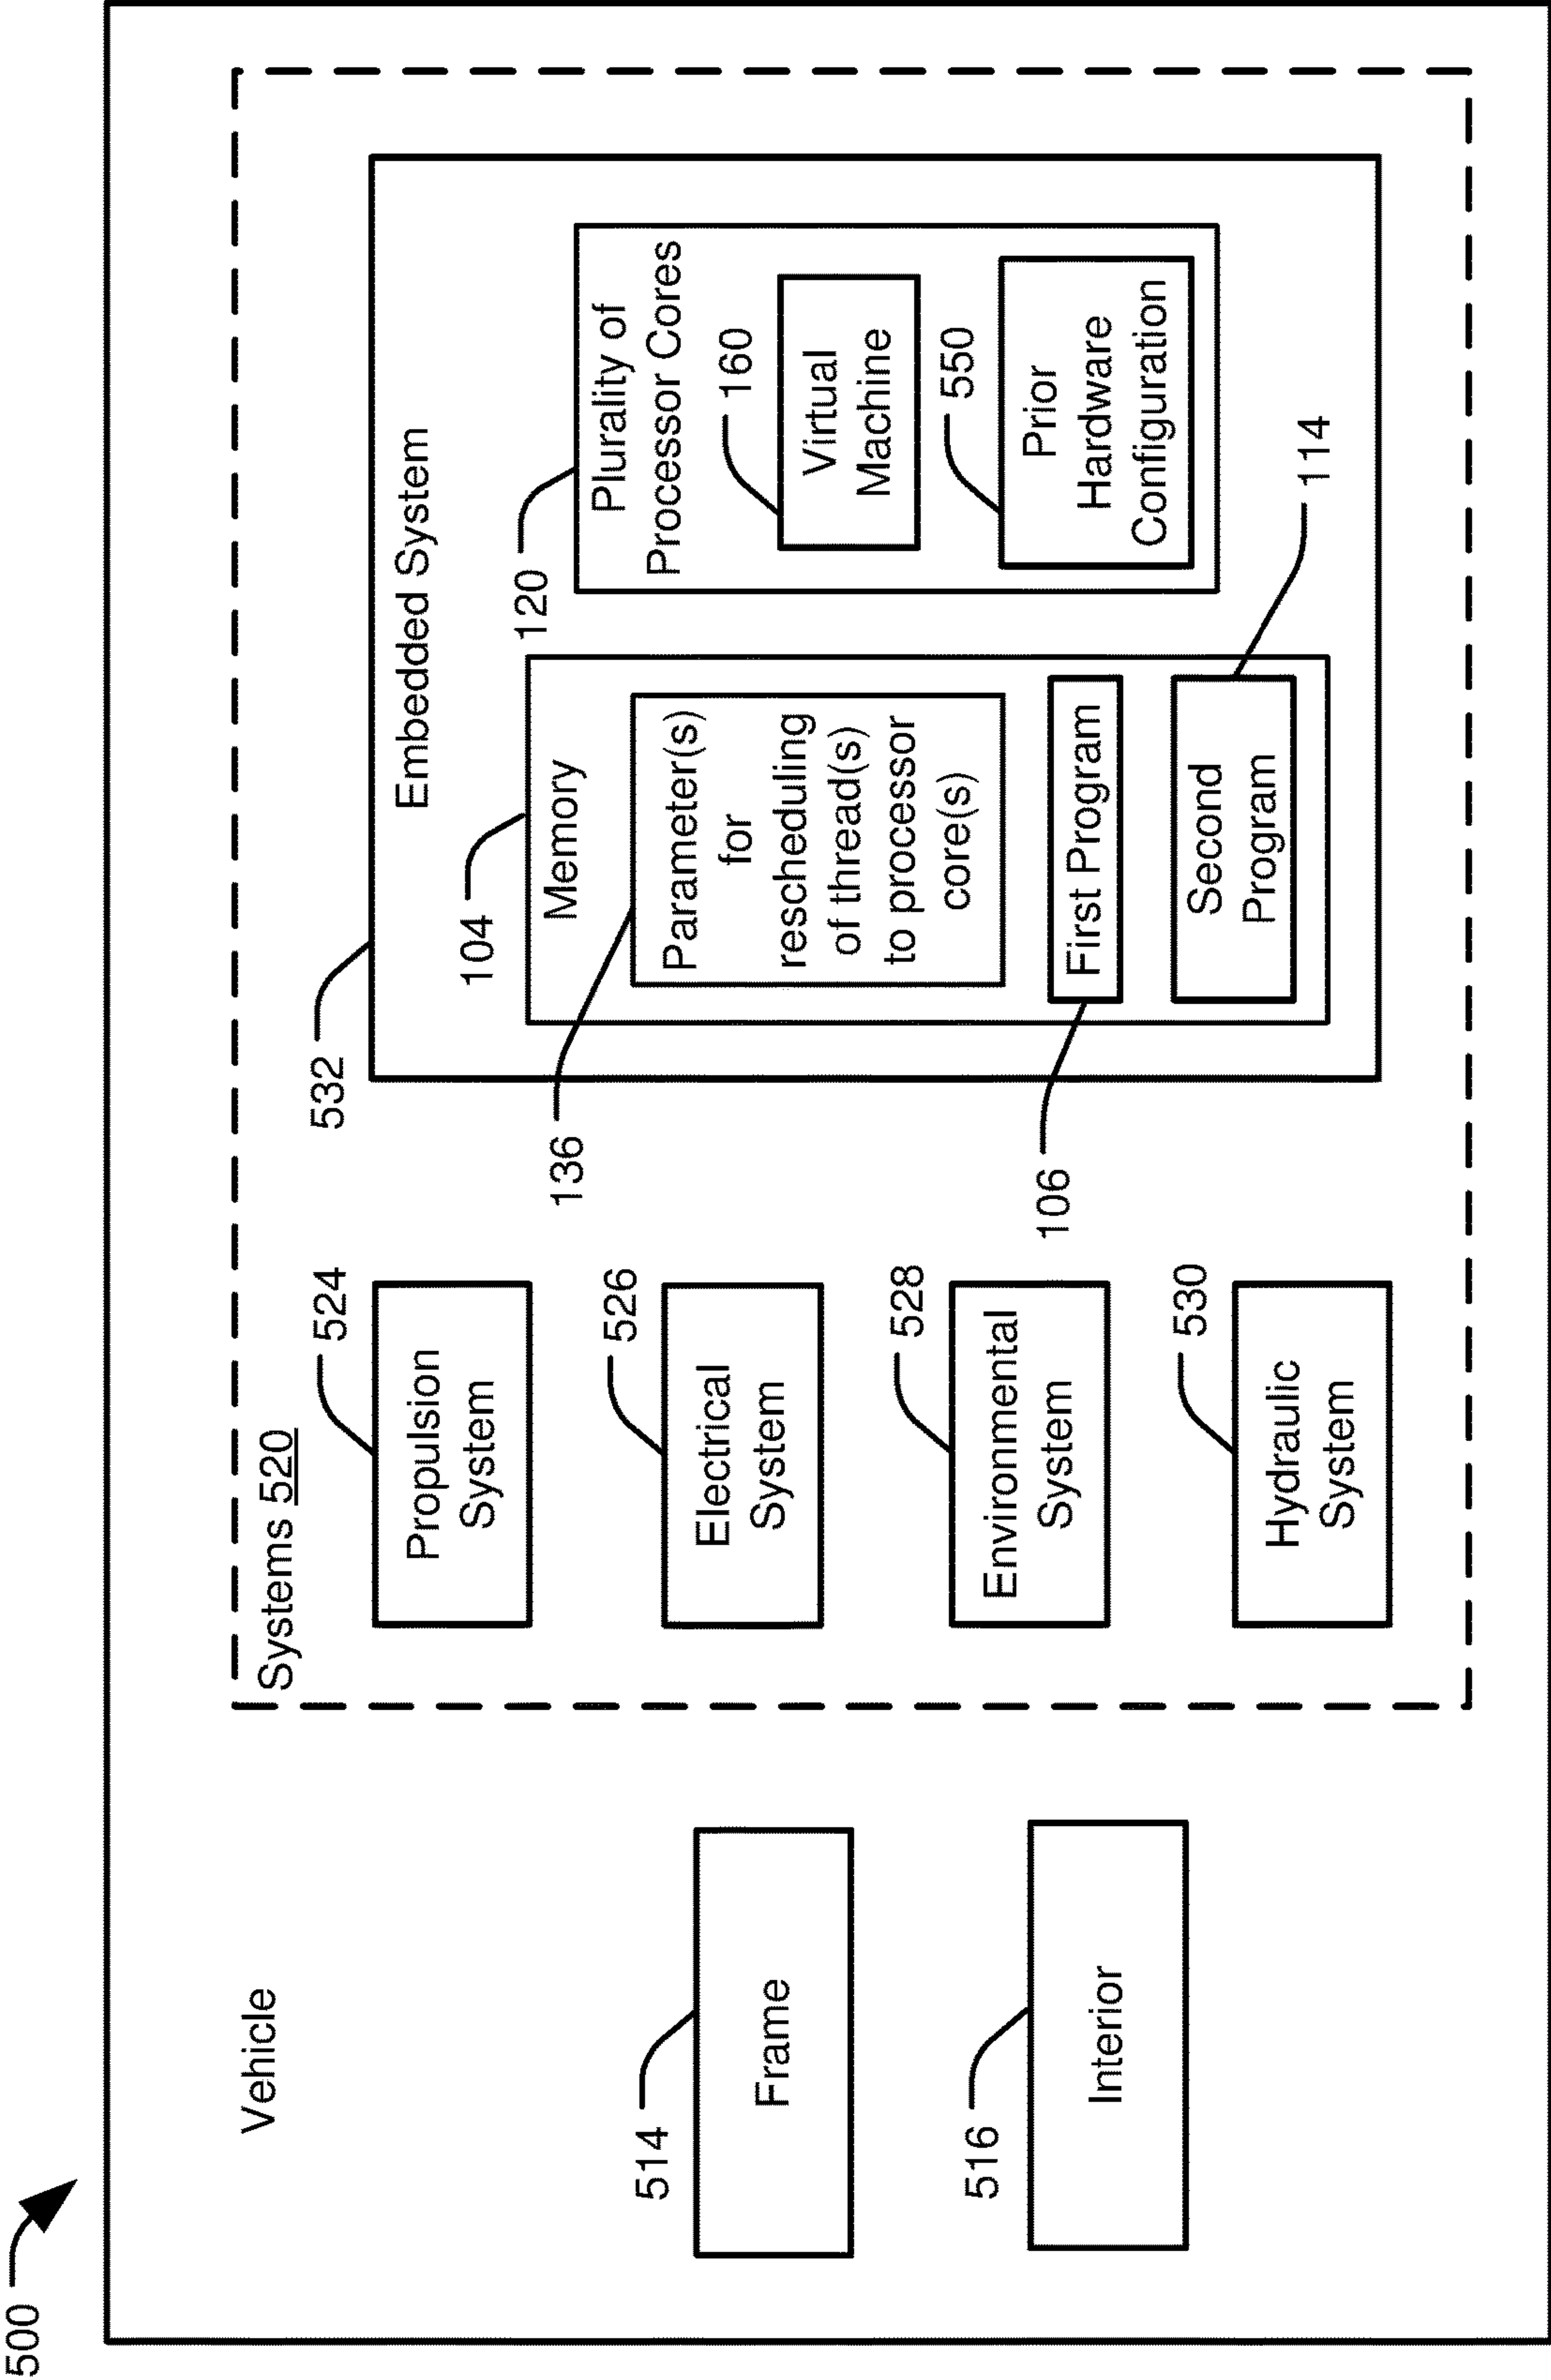 500
Vehicle
514
Frame
516
Interior
Systems 520
524
Propulsion
System
526
Electrical
System
528
Environmental
System
530
Hydraulic
System
532
Embedded System
104
Memory
136
Parameter(s)
for
rescheduling
of thread(s)
to processor
core(s)
106
First Program
Second
Program
114
120
Plurality of
Processor Cores
160
Virtual
Machine
550
Prior
Hardware
Configuration